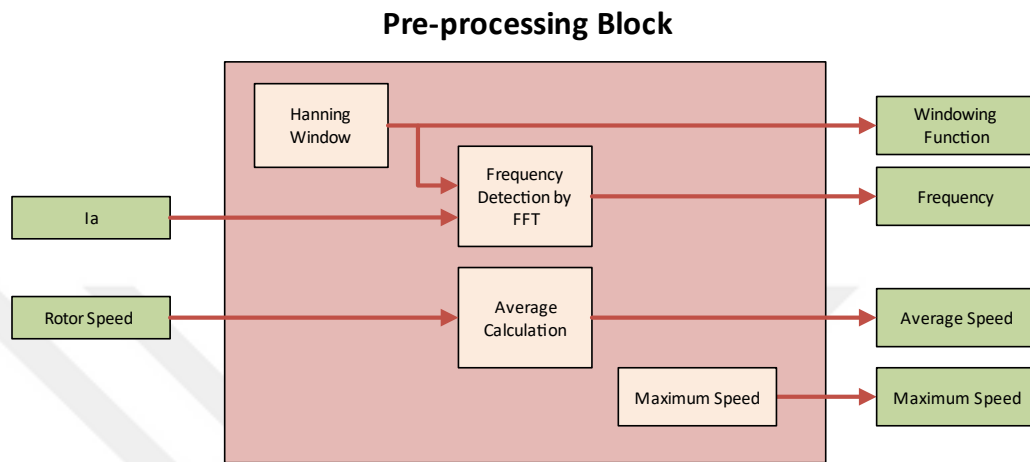 Pre-processing Block
Hanning
Window
Windowing
Function
Frequency
Detection by
FFT
Frequency
Ia
Rotor Speed
Average
Calculation
Average Speed
Maximum Speed
Maximum Speed